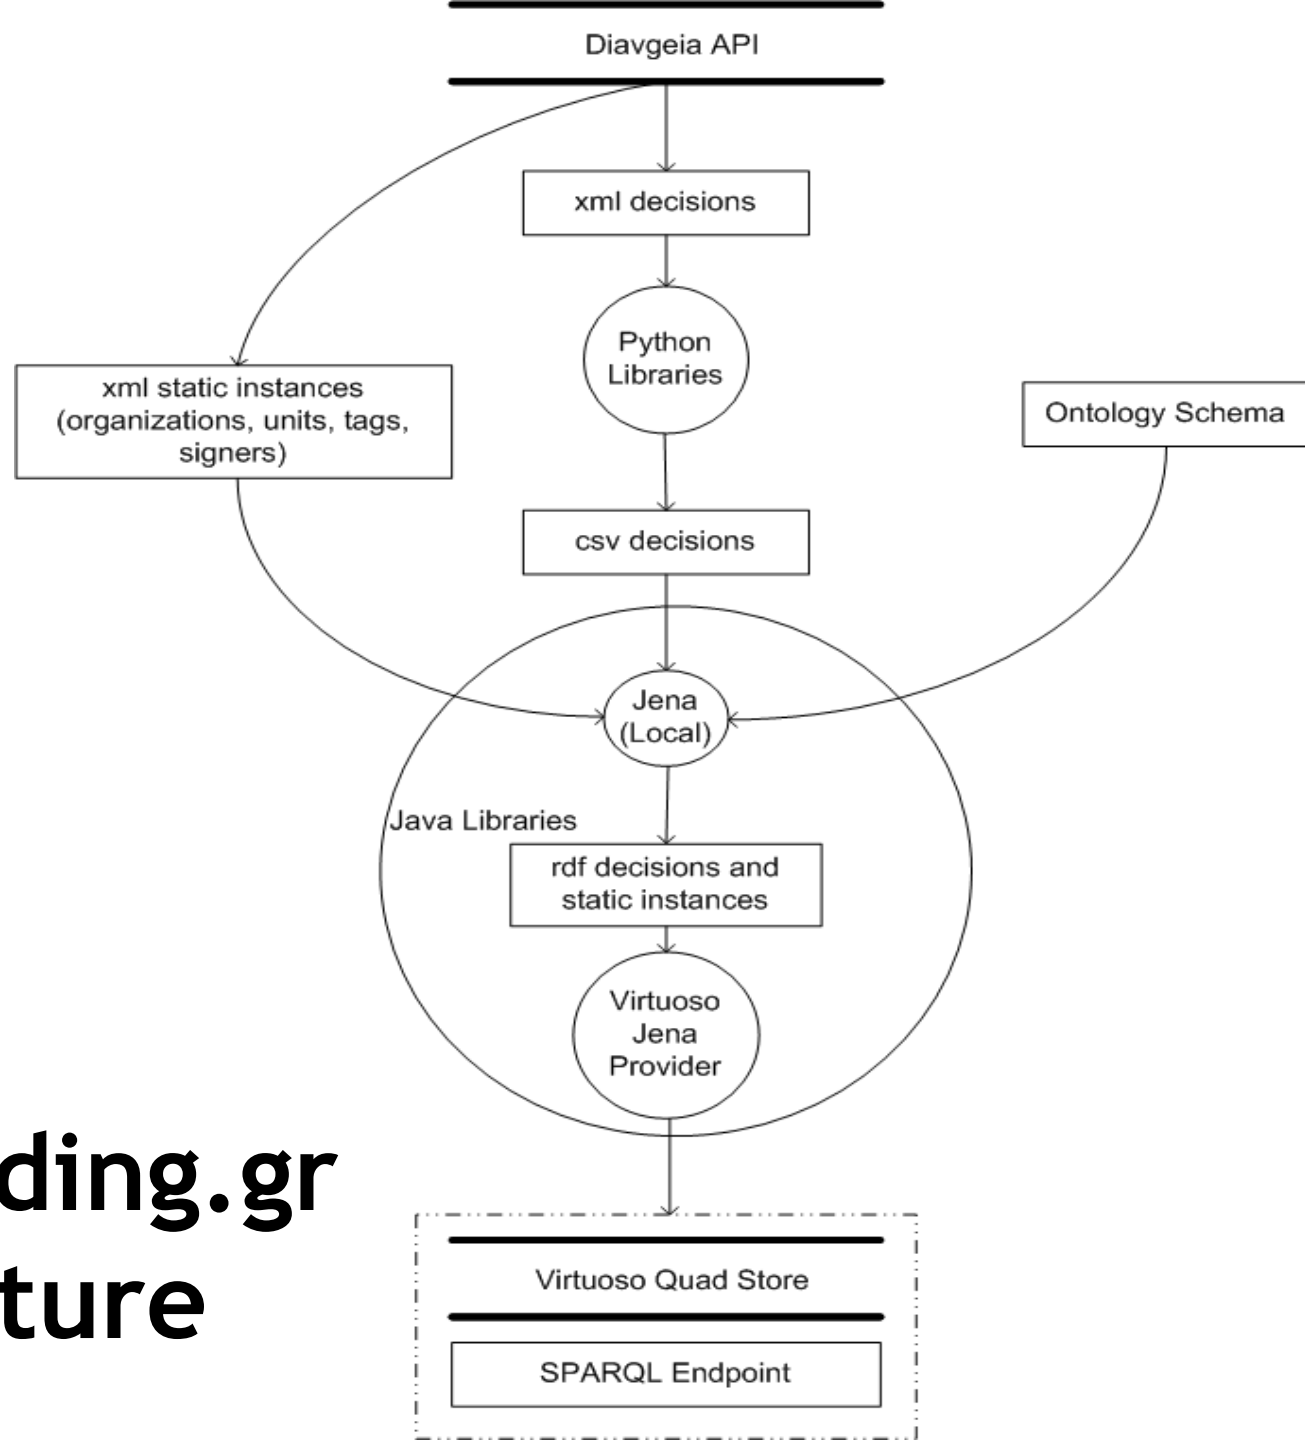 Diavgeia API
xml decisions
Python
Libraries
xml static instances
(organizations, units, tags,
signers)
Ontology Schema
csv decisions
Jena
(Local)
Java Libraries
rdf decisions and
static instances
Virtuoso
Jena
Provider
ding.gr
ture
Virtuoso Quad Store
SPARQL Endpoint